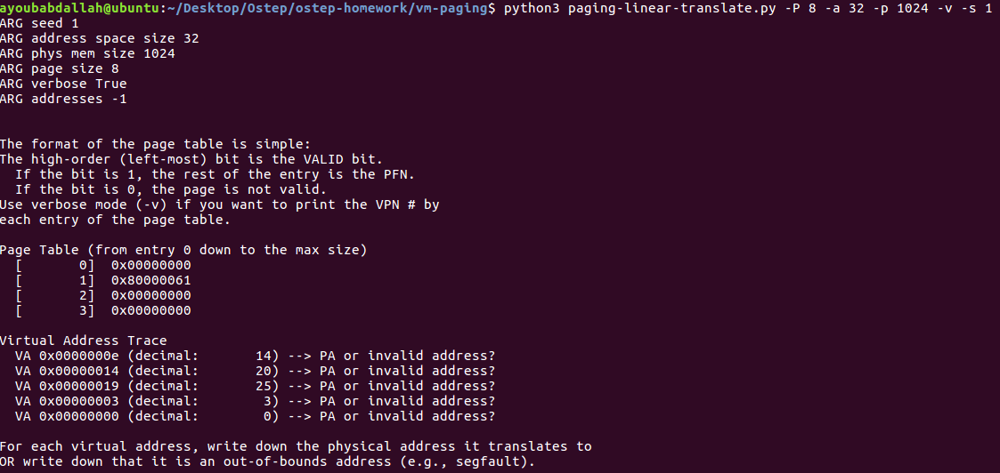 ayoubabdallah@ubuntu:~/Desktop/Ostep/ostep-homework/vm-paging$ python3 paging-linear-translate.py -P 8 -a 32 -p 1024 -v -s 1
ARG seed 1
ARG address space size 32
ARG phys mem size 1024
ARG page size 8
ARG verbose True
ARG addresses -1


The format of the page table is simple:
The high-order (left-most) bit is the VALID bit.
  If the bit is 1, the rest of the entry is the PFN.
  If the bit is 0, the page is not valid.
Use verbose mode (-v) if you want to print the VPN # by
each entry of the page table.

Page Table (from entry 0 down to the max size)
  [       0]  0x00000000
  [       1]  0x80000061
  [       2]  0x00000000
  [       3]  0x00000000

Virtual Address Trace
  VA 0x0000000e (decimal:       14) --> PA or invalid address?
  VA 0x00000014 (decimal:       20) --> PA or invalid address?
  VA 0x00000019 (decimal:       25) --> PA or invalid address?
  VA 0x00000003 (decimal:        3) --> PA or invalid address?
  VA 0x00000000 (decimal:        0) --> PA or invalid address?

For each virtual address, write down the physical address it translates to
OR write down that it is an out-of-bounds address (e.g., segfault).